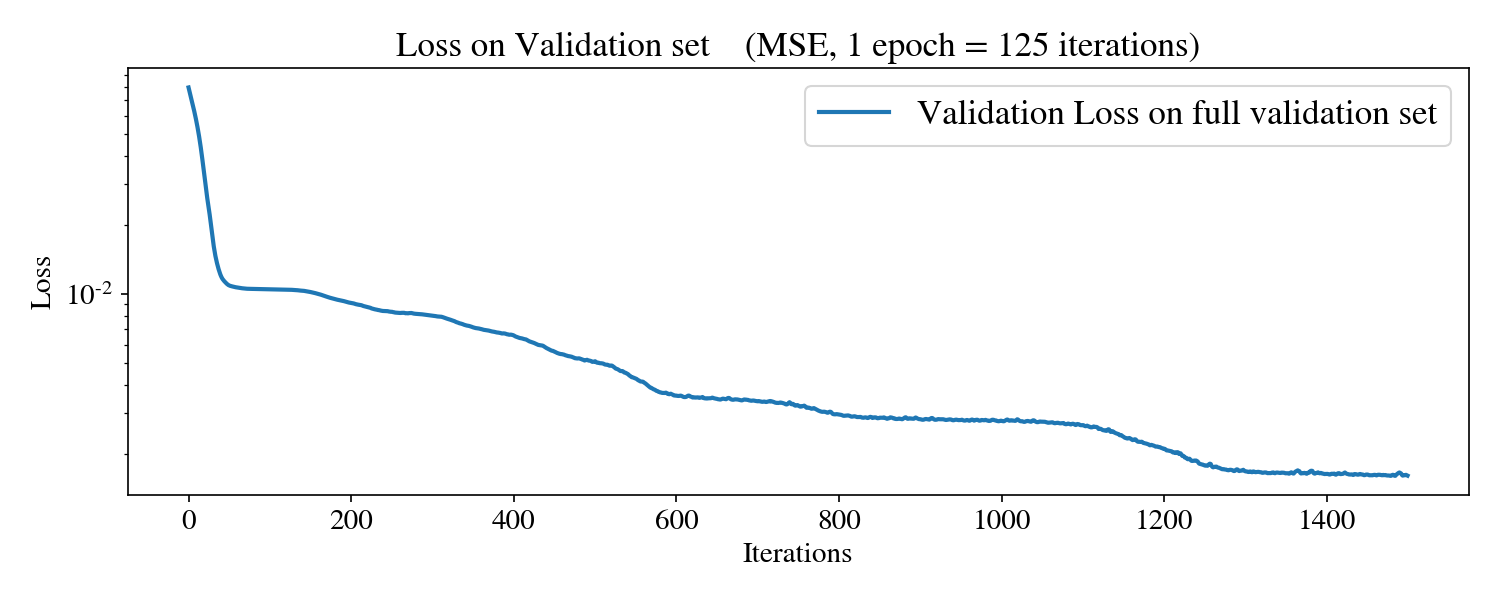 Loss on Validation set (MSE, 1 epoch = 125 iterations)
Validation Loss on full validation set
Loss
10⁻²
0 200 400 600 800 1000 1200 1400
Iterations